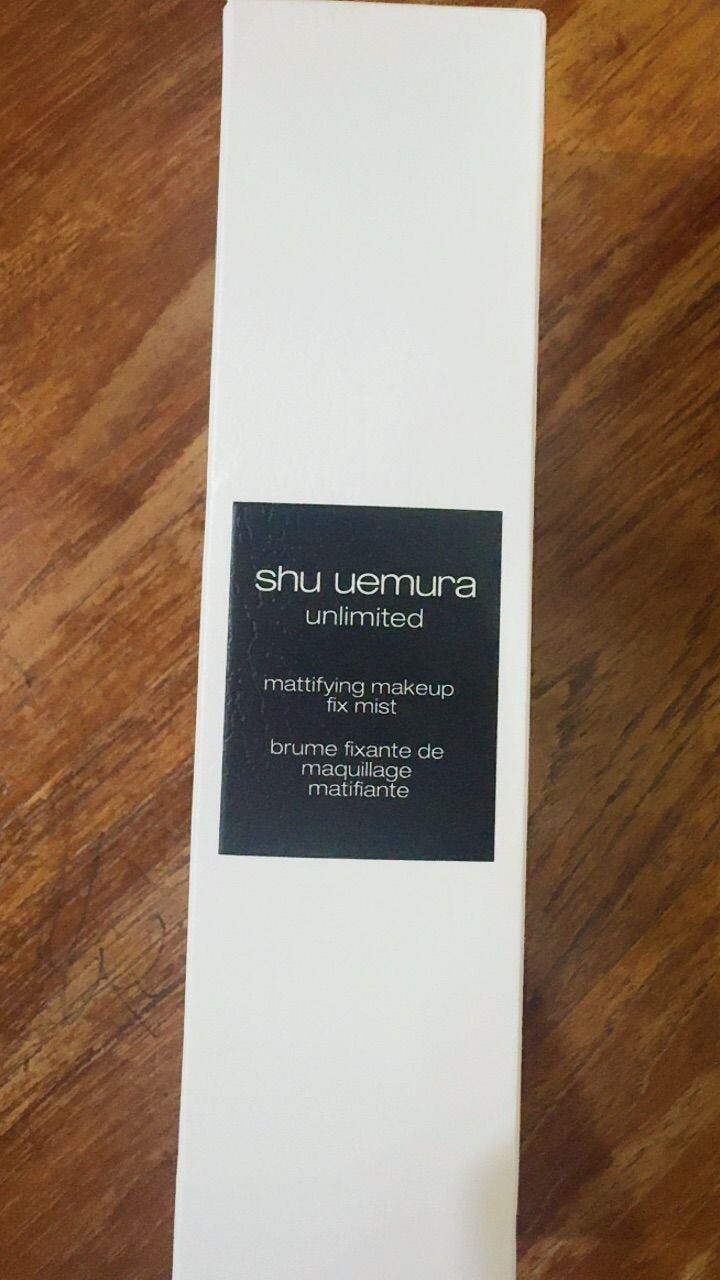 shu uemura
unlimited
mattifying makeup
fix mist
brume fixante de
maquillage
matifiante